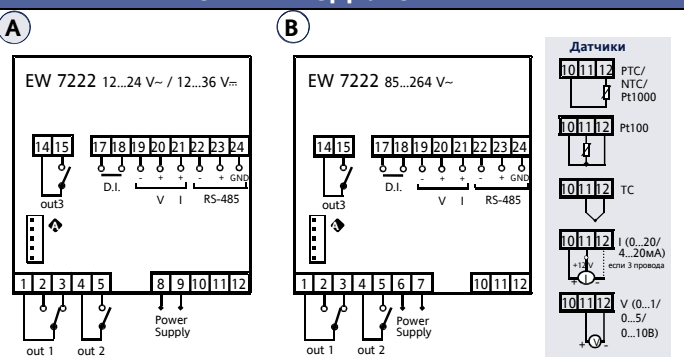 A
EW 7222 12...24 V~ / 12...36 V⎓
14 15
17 18 19 20 21 22 23 24
D.I.
- + + - + GND
V I RS-485
out3
A
1 2 3 4 5
8 9 10 11 12
Power
Supply
out 1 out 2
B
EW 7222 85...264 V~
14 15
17 18 19 20 21 22 23 24
D.I.
- + + - + GND
V I RS-485
out3
A
1 2 3 4 5 6 7
10 11 12
Power
Supply
out 1 out 2
Датчики
10 11 12
PTC/
NTC/
Pt1000
10 11 12
Pt100
10 11 12
TC
10 11 12
I (0...20/
4...20мА)
+12 V
если 3 провода
+ I -
10 11 12
V (0...1/
0...5/
0...10В)
+ V -